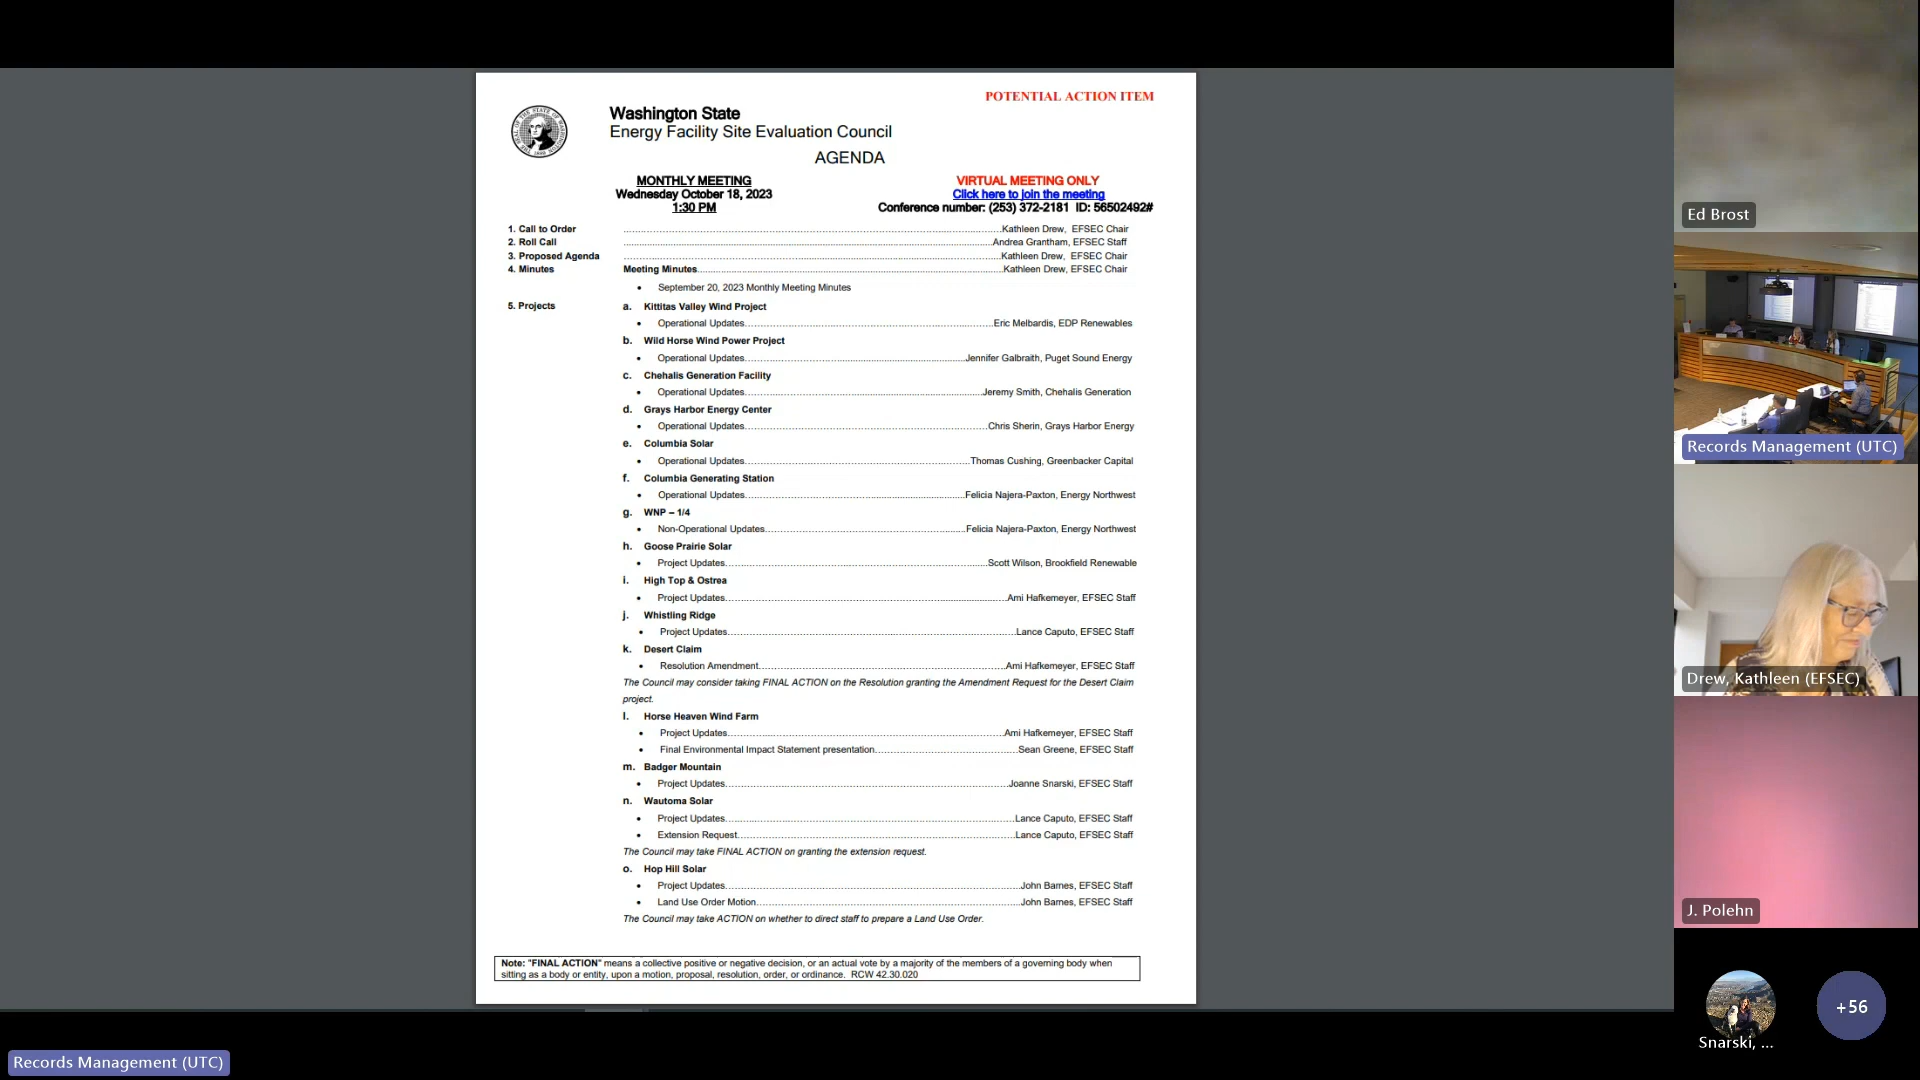 POTENTIAL ACTION ITEM
Washington State
Energy Facility Site Evaluation Council
AGENDA
MONTHLY MEETING
Wednesday October 18, 2023
1:30 PM
VIRTUAL MEETING ONLY
Click here to join the meeting
Conference number: (253) 372-2181 ID: 56502492#
1. Call to Order Kathleen Drew, EFSEC Chair
2. Roll Call Andrea Grantham, EFSEC Staff
3. Proposed Agenda Kathleen Drew, EFSEC Chair
4. Minutes Meeting Minutes Kathleen Drew, EFSEC Chair
• September 20, 2023 Monthly Meeting Minutes
5. Projects a. Kittitas Valley Wind Project
• Operational Updates Eric Melbardis, EDP Renewables
b. Wild Horse Wind Power Project
• Operational Updates Jennifer Galbraith, Puget Sound Energy
c. Chehalis Generation Facility
• Operational Updates Jeremy Smith, Chehalis Generation
d. Grays Harbor Energy Center
• Operational Updates Chris Sherin, Grays Harbor Energy
e. Columbia Solar
• Operational Updates Thomas Cushing, Greenbacker Capital
f. Columbia Generating Station
• Operational Updates Felicia Najera-Paxton, Energy Northwest
g. WNP – 1/4
• Non-Operational Updates Felicia Najera-Paxton, Energy Northwest
h. Goose Prairie Solar
• Project Updates Scott Wilson, Brookfield Renewable
i. High Top & Ostrea
• Project Updates Ami Hafkemeyer, EFSEC Staff
j. Whistling Ridge
• Project Updates Lance Caputo, EFSEC Staff
k. Desert Claim
• Resolution Amendment Ami Hafkemeyer, EFSEC Staff
The Council may consider taking FINAL ACTION on the Resolution granting the Amendment Request for the Desert Claim
project.
l. Horse Heaven Wind Farm
• Project Updates Ami Hafkemeyer, EFSEC Staff
• Final Environmental Impact Statement presentation Sean Greene, EFSEC Staff
m. Badger Mountain
• Project Updates Joanne Snarski, EFSEC Staff
n. Wautoma Solar
• Project Updates Lance Caputo, EFSEC Staff
• Extension Request Lance Caputo, EFSEC Staff
The Council may take FINAL ACTION on granting the extension request.
o. Hop Hill Solar
• Project Updates John Barnes, EFSEC Staff
• Land Use Order Motion John Barnes, EFSEC Staff
The Council may take ACTION on whether to direct staff to prepare a Land Use Order.
Note: "FINAL ACTION" means a collective positive or negative decision, or an actual vote by a majority of the members of a governing body when
sitting as a body or entity, upon a motion, proposal, resolution, order, or ordinance. RCW 42.30.020
Ed Brost
Records Management (UTC)
Drew, Kathleen (EFSEC)
J. Polehn
Snarski, ...
+56
Records Management (UTC)